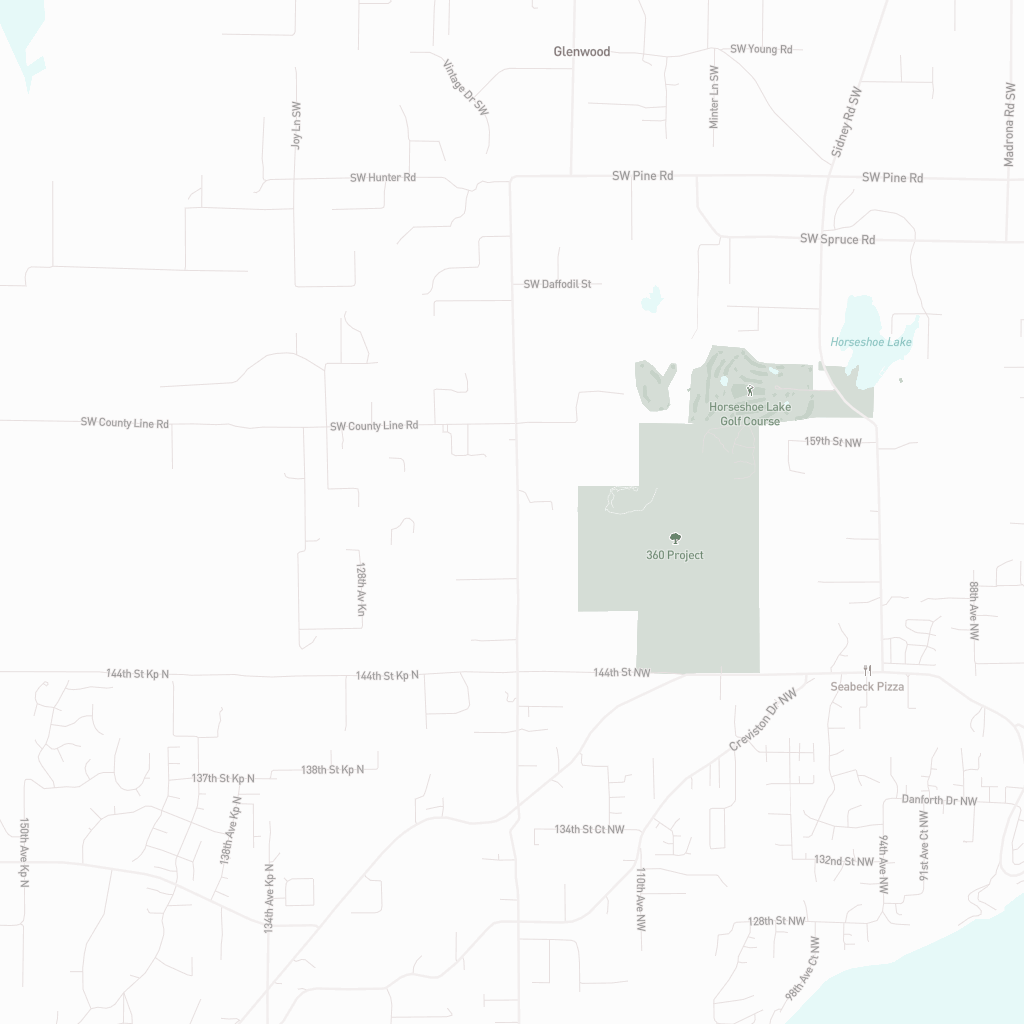 Glenwood
SW Young Rd
Vintage Dr SW
Minter Ln SW
Sidney Rd SW
Madrona Rd SW
Joy Ln SW
SW Hunter Rd
SW Pine Rd
SW Pine Rd
SW Spruce Rd
SW Daffodil St
Horseshoe Lake
Horseshoe Lake
Golf Course
SW County Line Rd
SW County Line Rd
159th St NW
360 Project
128th Av Kn
88th Ave NW
144th St Kp N
144th St Kp N
144th St NW
Seabeck Pizza
Creviston Dr NW
138th St Kp N
137th St Kp N
Danforth Dr NW
150th Ave Kp N
138th Ave Kp N
134th St Ct NW
91st Ave Ct NW
94th Ave NW
132nd St NW
134th Ave Kp N
110th Ave NW
128th St NW
98th Ave Ct NW